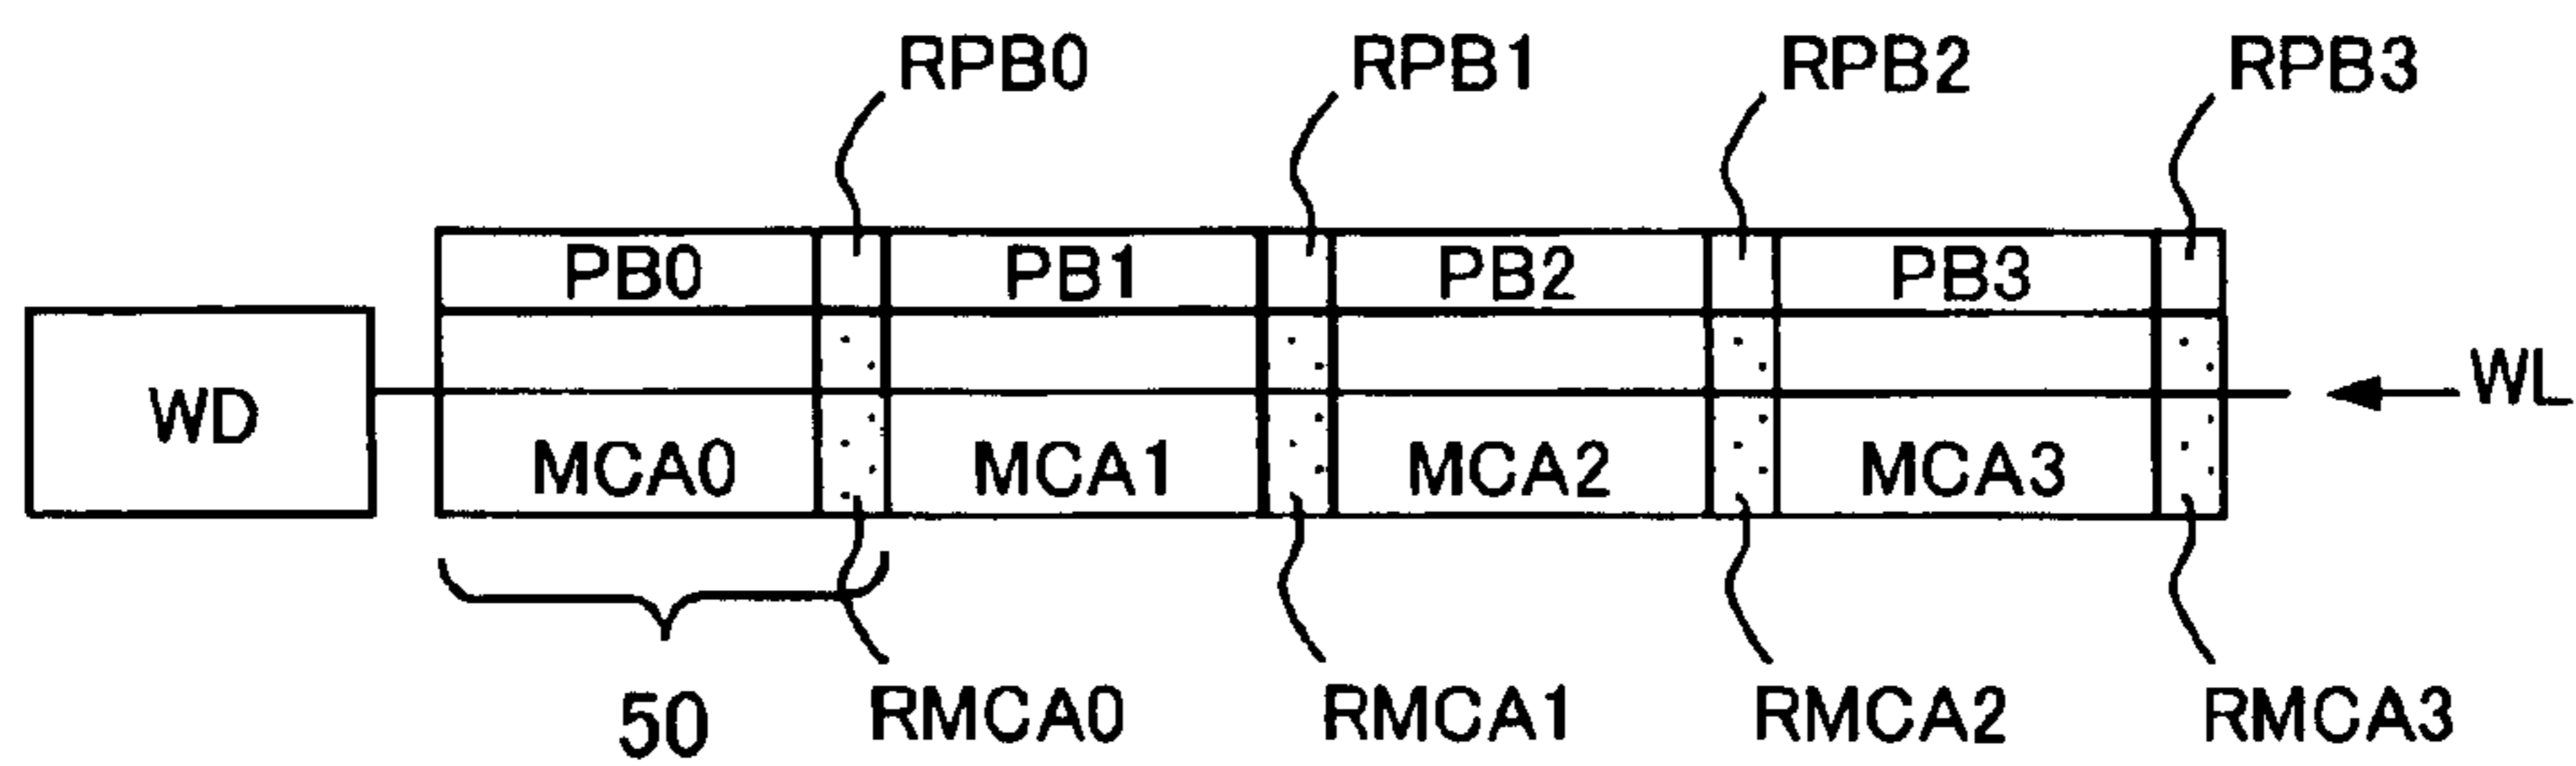 RPB0 RPB1 RPB2 RPB3
PB0 PB1 PB2 PB3
WD MCA0 MCA1 MCA2 MCA3 WL
50 RMCA0 RMCA1 RMCA2 RMCA3